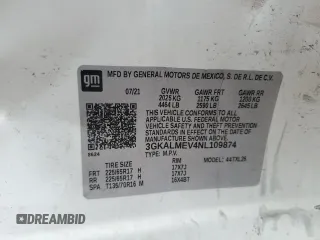 gm
MFD BY GENERAL MOTORS DE MEXICO, S. DE R.L. DE C.V.
07/21 GVWR GAWR FRT GAWR RR
2025 KG 1175 KG 1200 KG
4464 LB 2590 LB 2645 LB
THIS VEHICLE CONFORMS TO ALL
APPLICABLE U.S. FEDERAL MOTOR
VEHICLE SAFETY AND THEFT
PREVENTION STANDARDS IN EFFECT ON
THE DATE OF MANUFACTURE SHOWN ABOVE.
3GKALMEV4NL109874
TYPE: M.P.V. MODEL:
TIRE SIZE RIM
FRT 225/65R17 H 17X7J
RR 225/65R17 H 17X7J
SPA T135/70R16 M 16X4BT